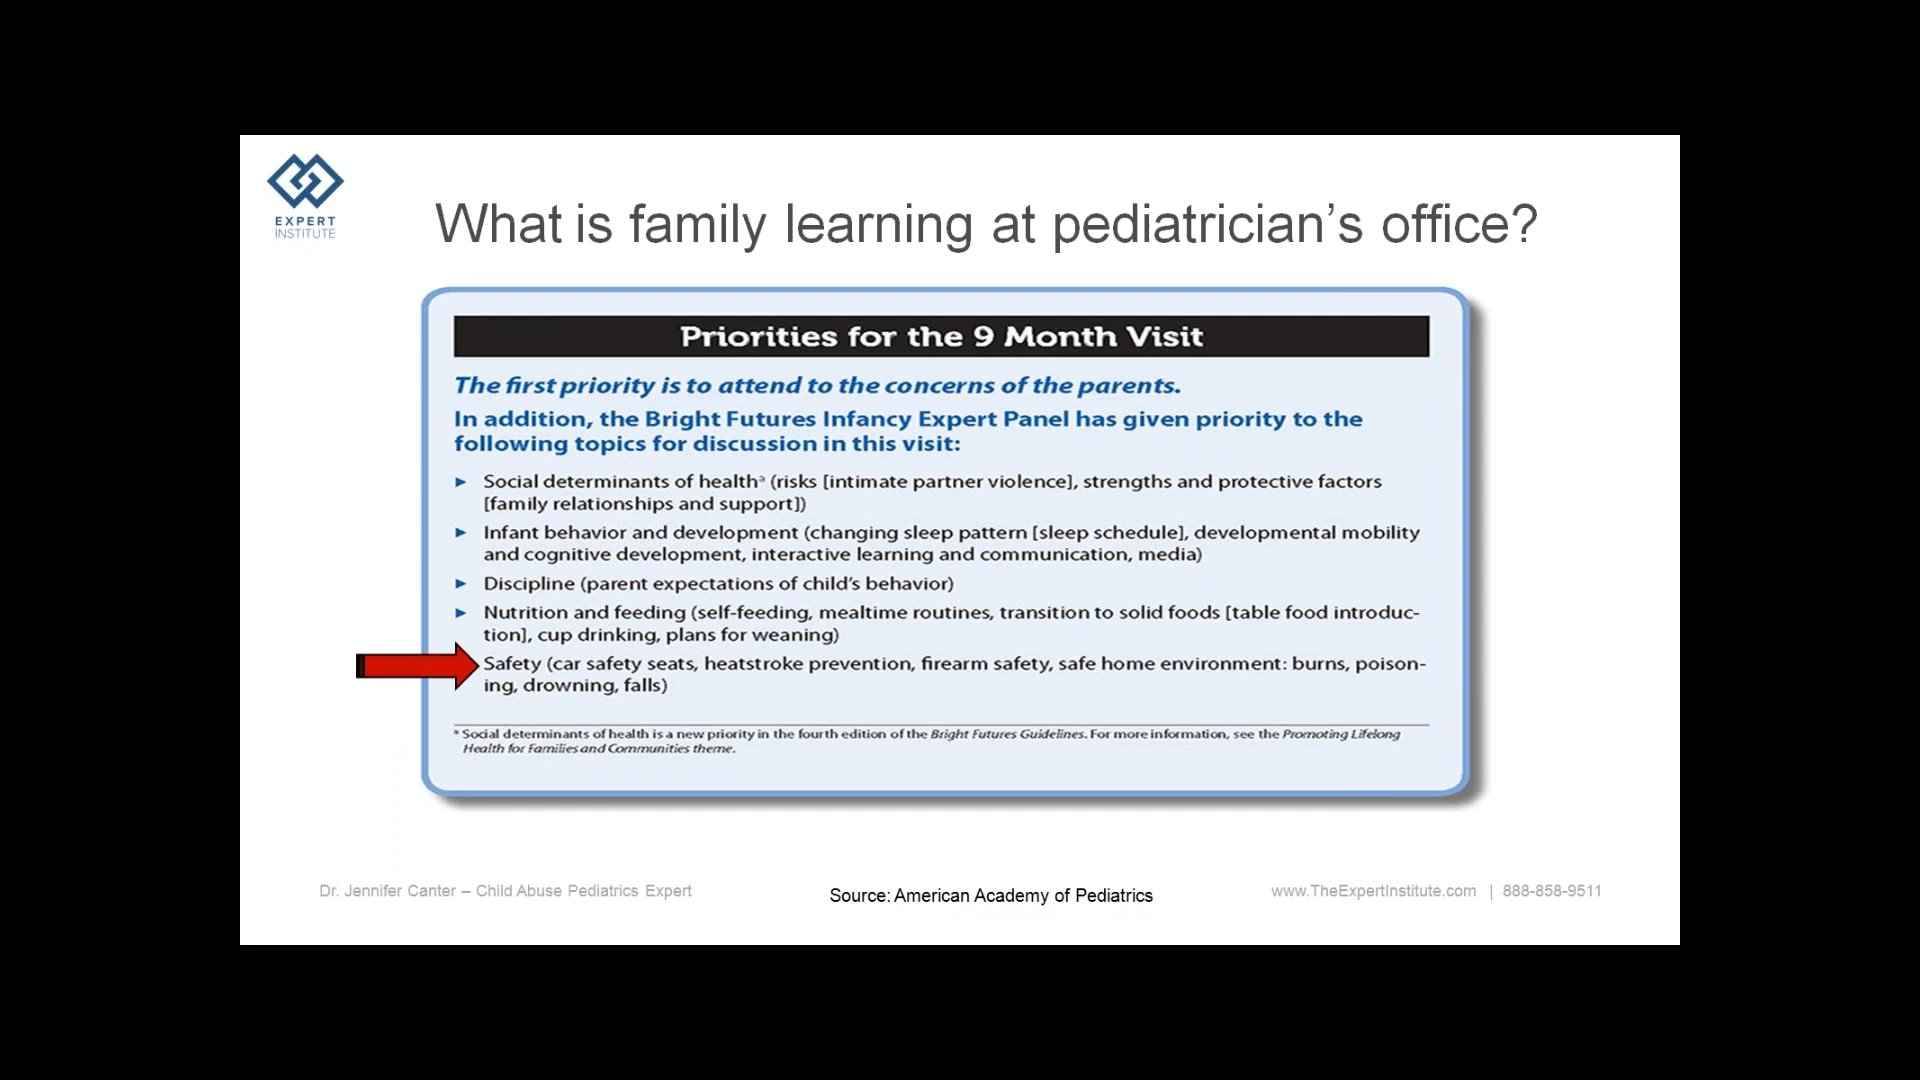 EXPERT
INSTITUTE
What is family learning at pediatrician’s office?
Priorities for the 9 Month Visit
The first priority is to attend to the concerns of the parents.
In addition, the Bright Futures Infancy Expert Panel has given priority to the
following topics for discussion in this visit:
► Social determinants of healthᵃ (risks [intimate partner violence], strengths and protective factors
[family relationships and support])
► Infant behavior and development (changing sleep pattern [sleep schedule], developmental mobility
and cognitive development, interactive learning and communication, media)
► Discipline (parent expectations of child’s behavior)
► Nutrition and feeding (self-feeding, mealtime routines, transition to solid foods [table food introduc-
tion], cup drinking, plans for weaning)
Safety (car safety seats, heatstroke prevention, firearm safety, safe home environment: burns, poison-
ing, drowning, falls)
ᵃ Social determinants of health is a new priority in the fourth edition of the Bright Futures Guidelines. For more information, see the Promoting Lifelong
Health for Families and Communities theme.
Dr. Jennifer Canter – Child Abuse Pediatrics Expert
Source: American Academy of Pediatrics
www.TheExpertInstitute.com | 888-858-9511